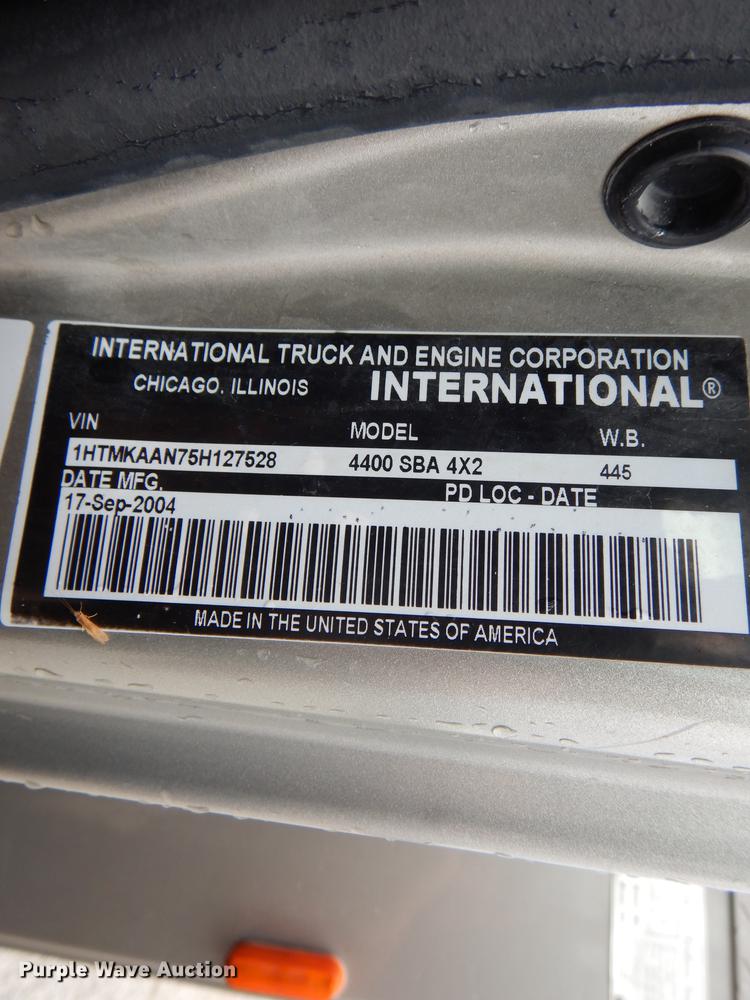 INTERNATIONAL TRUCK AND ENGINE CORPORATION
CHICAGO, ILLINOIS INTERNATIONAL®
VIN MODEL W.B.
1HTMKAAN75H127528 4400 SBA 4X2 445
DATE MFG. PD LOC - DATE
17-Sep-2004
MADE IN THE UNITED STATES OF AMERICA
Purple Wave Auction